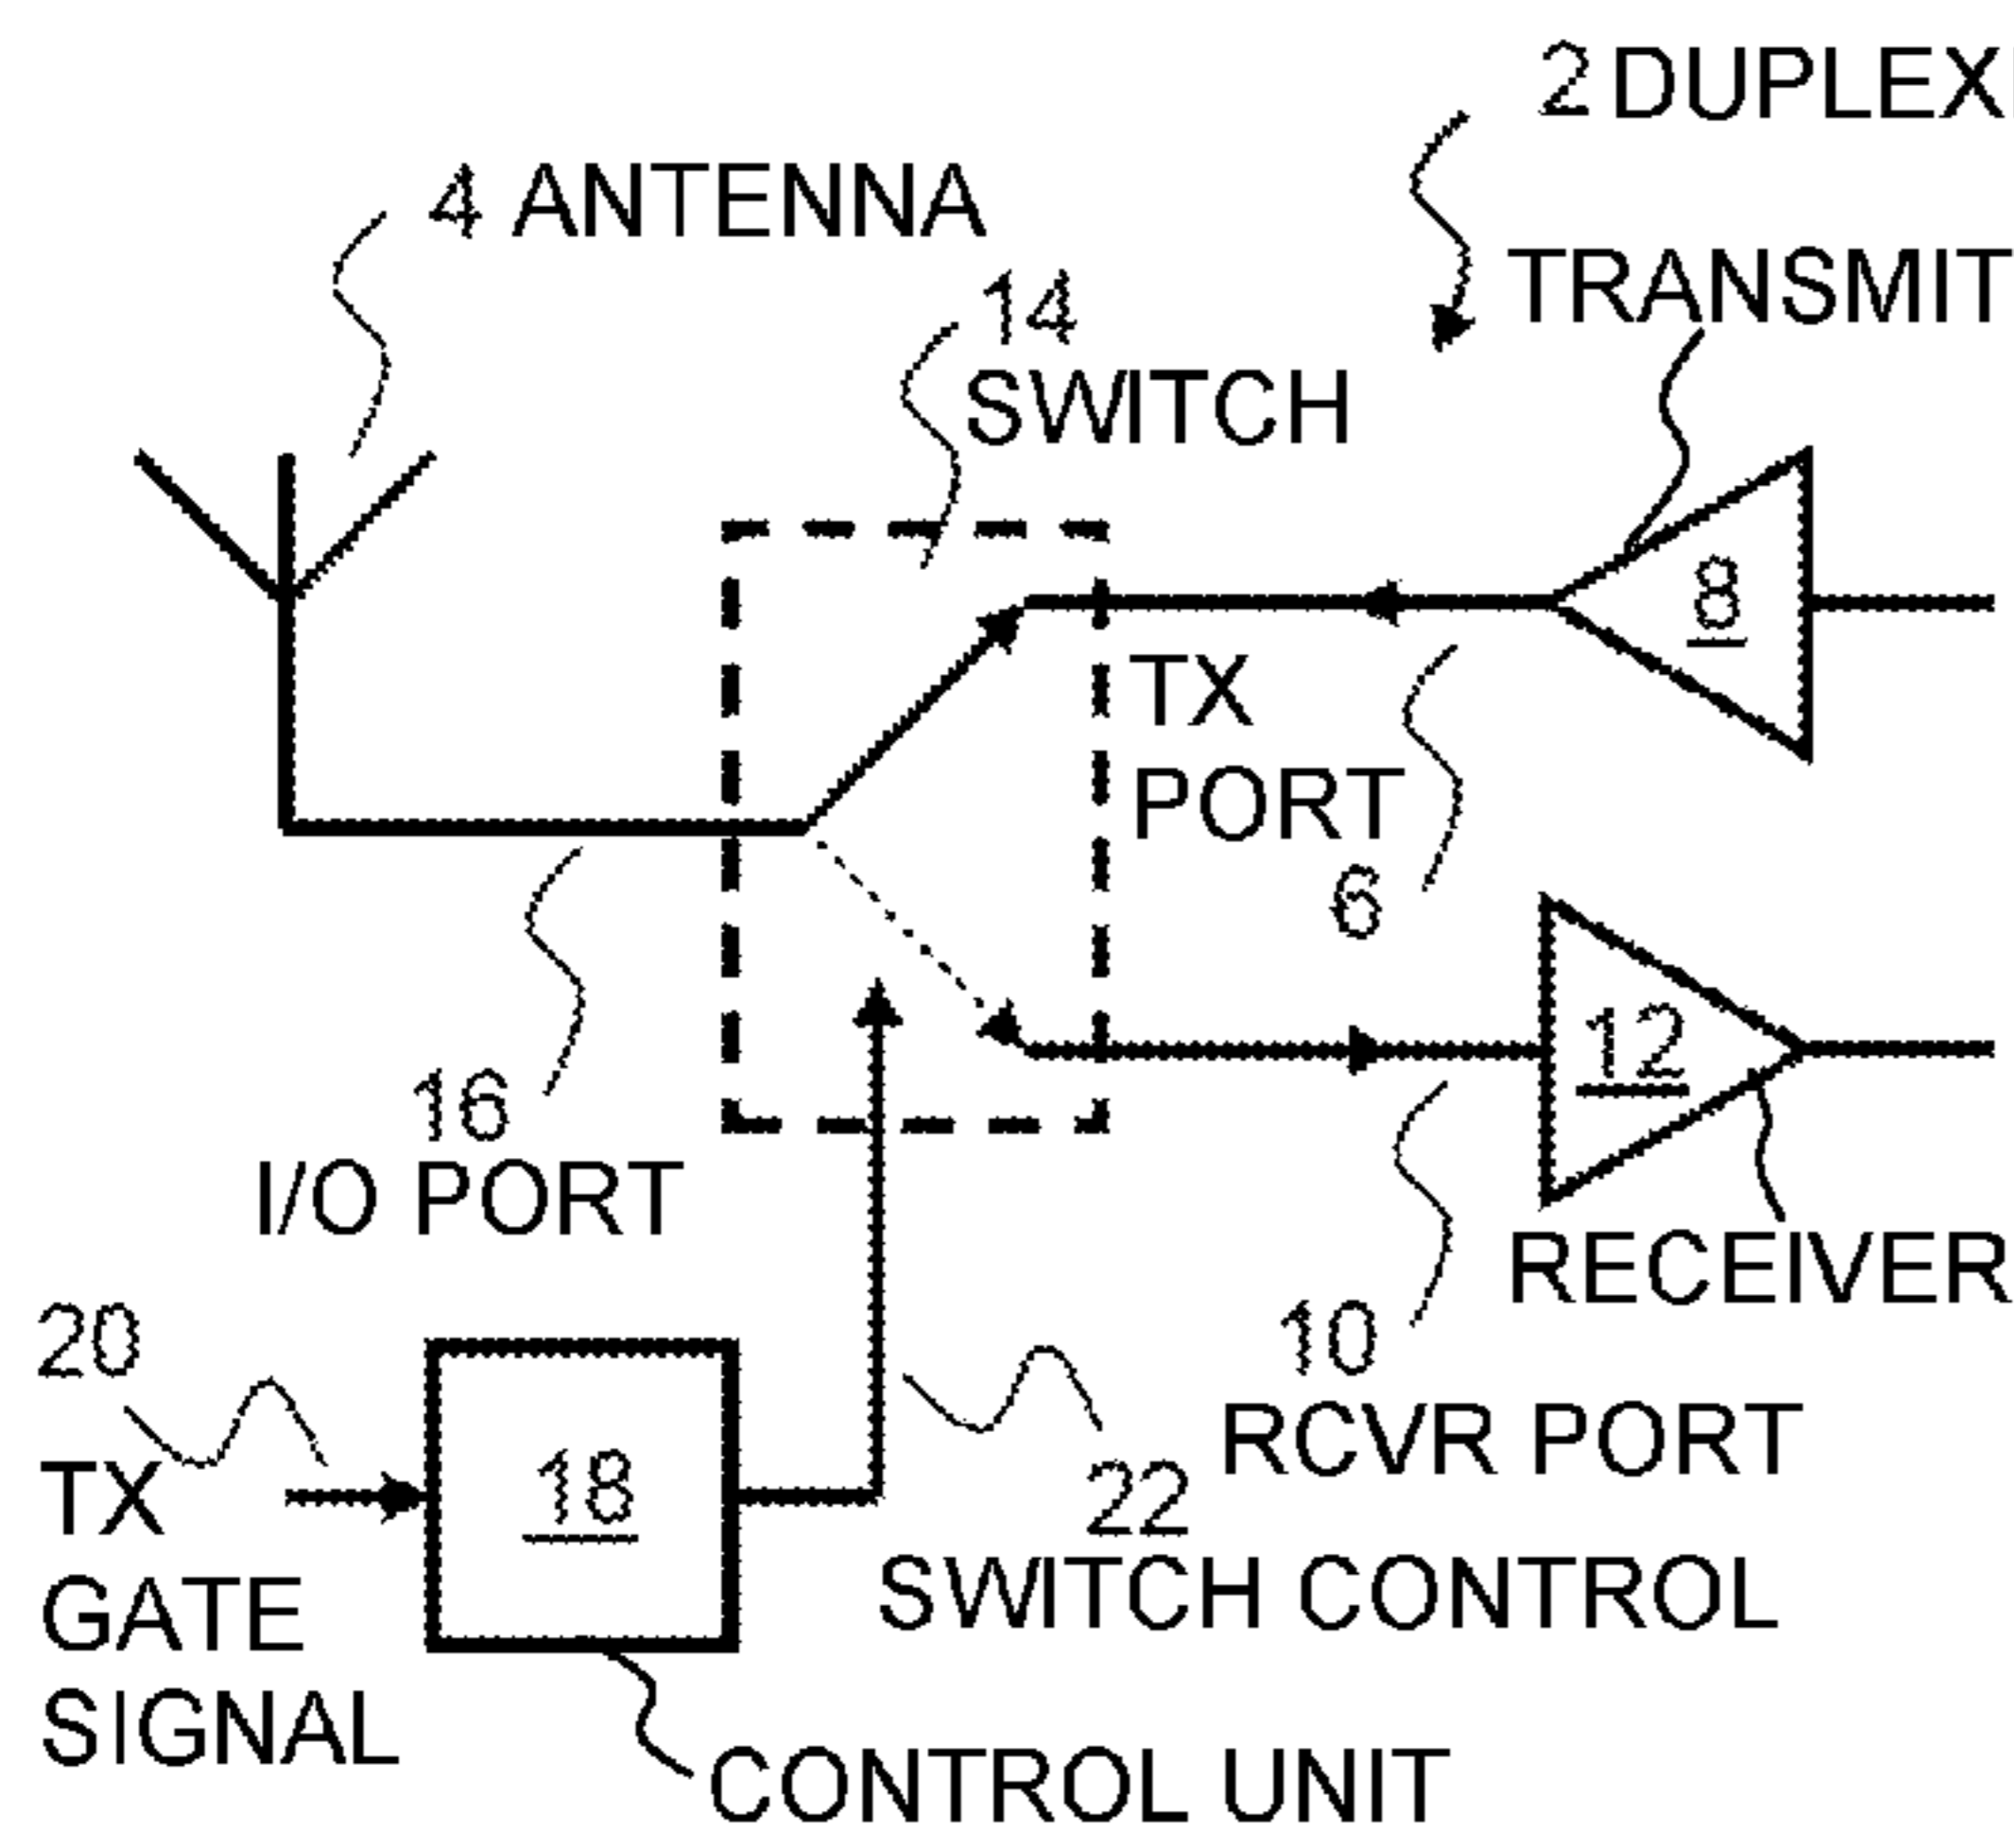 2 DUPLEX
4 ANTENNA
TRANSMIT
14
SWITCH
8
TX
PORT
6
12
16
I/O PORT
RECEIVER
20
10
RCVR PORT
TX
GATE
SIGNAL
18
22
SWITCH CONTROL
CONTROL UNIT